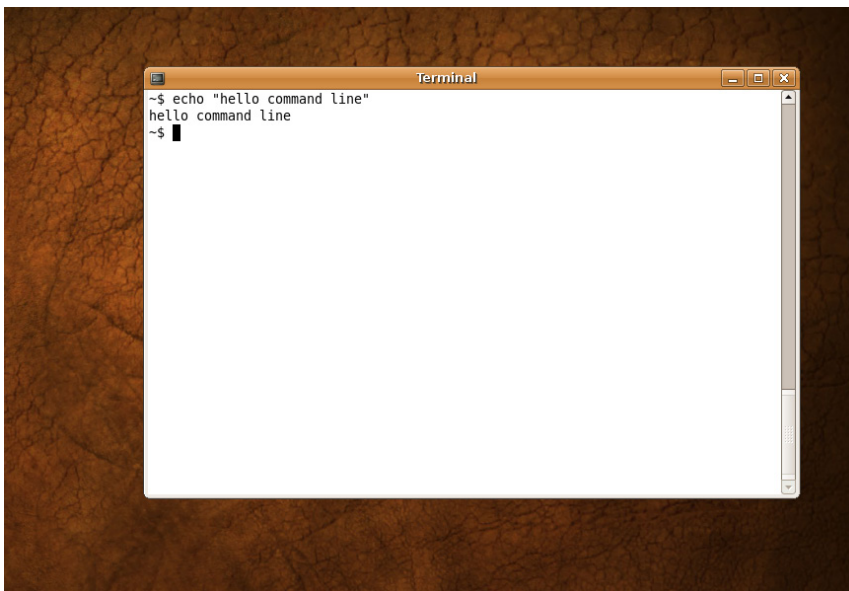 Terminal
~$ echo "hello command line"
hello command line
~$